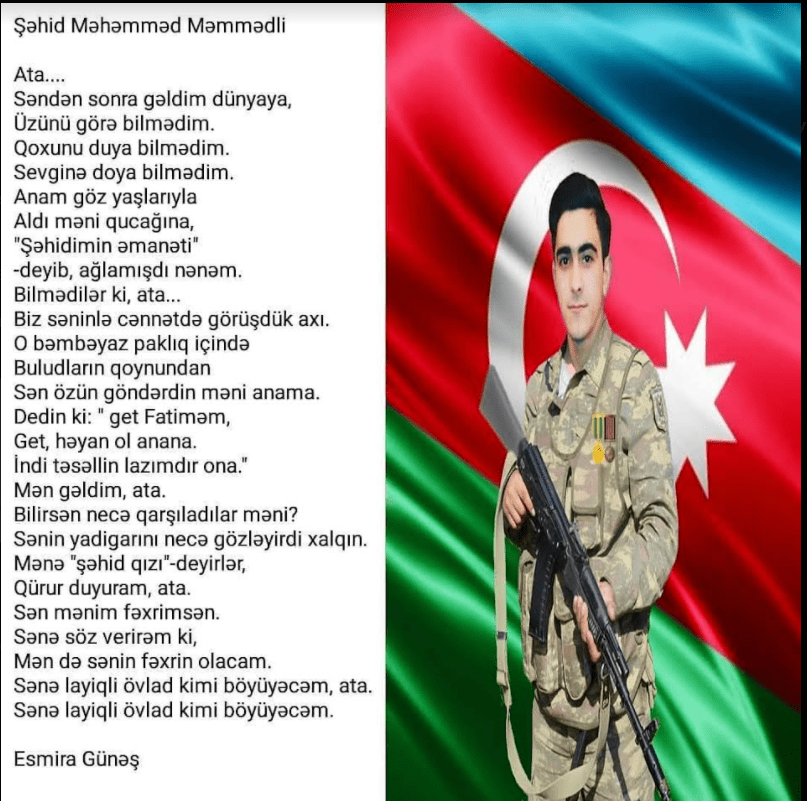 Şəhid Məhəmməd Məmmədli
Ata....
Səndən sonra gəldim dünyaya,
Üzünü görə bilmədim.
Qoxunu duya bilmədim.
Sevginə doya bilmədim.
Anam göz yaşlarıyla
Aldı məni qucağına,
"Şəhidimin əmanəti"
-deyib, ağlamışdı nənəm.
Bilmədilər ki, ata...
Biz səninlə cənnətdə görüşdük axı.
O bəmbəyaz paklıq içində
Buludların qoynundan
Sən özün göndərdin məni anama.
Dedin ki: " get Fatiməm,
Get, həyan ol anana.
İndi təsəllin lazımdır ona."
Mən gəldim, ata.
Bilirsən necə qarşıladılar məni?
Sənin yadigarını necə gözləyirdi xalqın.
Mənə "şəhid qızı"-deyirlər,
Qürur duyuram, ata.
Sən mənim fəxrimsən.
Sənə söz verirəm ki,
Mən də sənin fəxrin olacam.
Sənə layiqli övlad kimi böyüyəcəm, ata.
Sənə layiqli övlad kimi böyüyəcəm.
Esmira Günəş